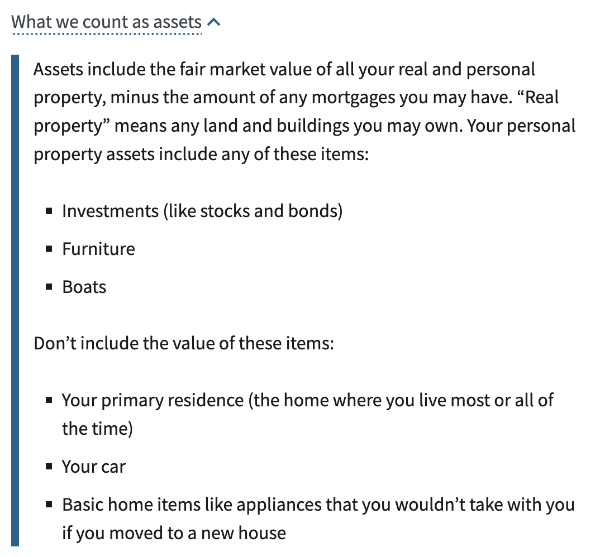 What we count as assets
Assets include the fair market value of all your real and personal
property, minus the amount of any mortgages you may have. “Real
property” means any land and buildings you may own. Your personal
property assets include any of these items:
▪ Investments (like stocks and bonds)
▪ Furniture
▪ Boats
Don’t include the value of these items:
▪ Your primary residence (the home where you live most or all of
the time)
▪ Your car
▪ Basic home items like appliances that you wouldn’t take with you
if you moved to a new house